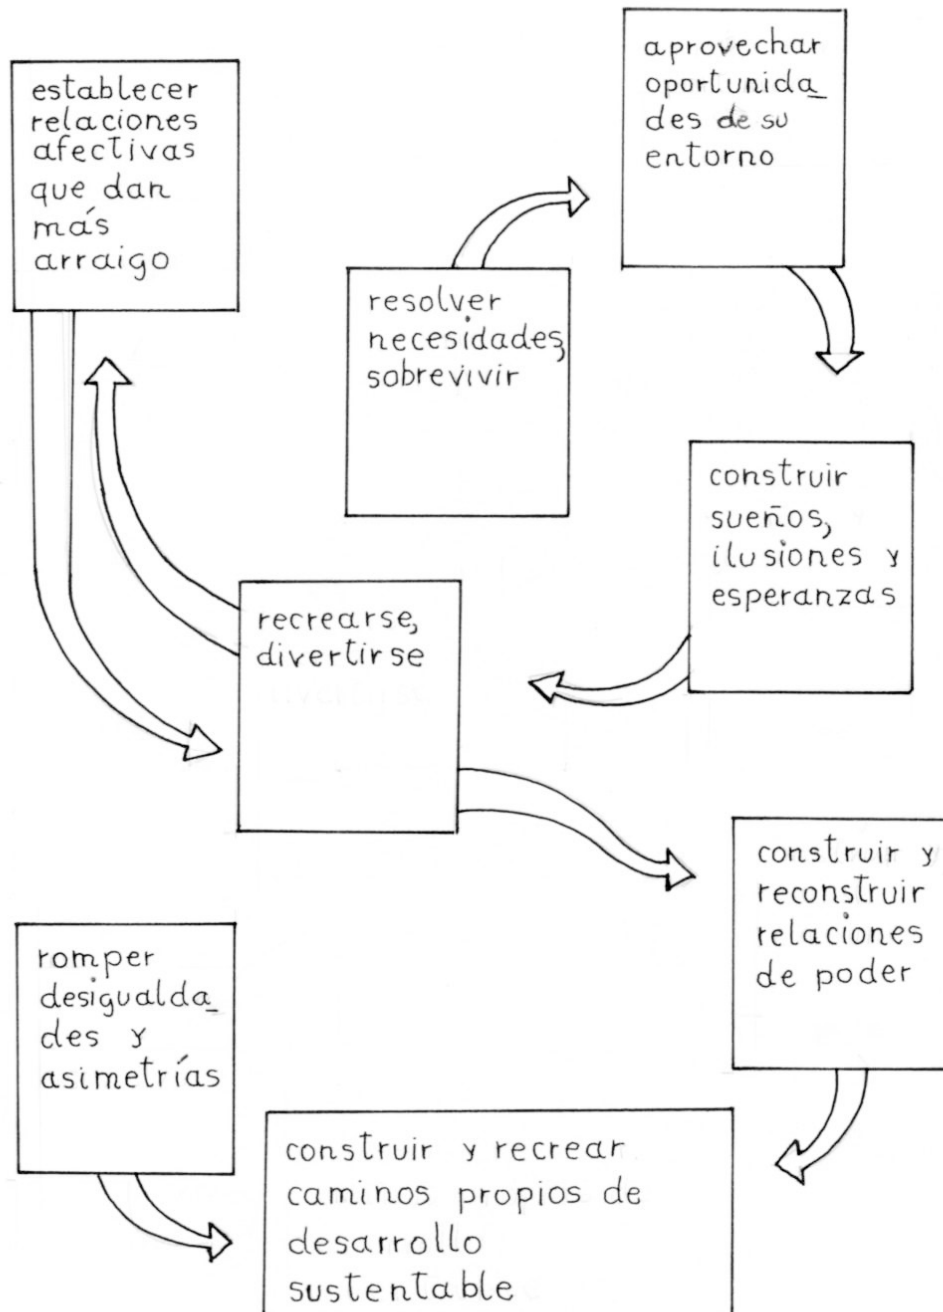 establecer
relaciones
afectivas
que dan
más
arraigo
aprovechar
oportunida_
des de su
entorno
resolver
necesidades,
sobrevivir
construir
sueños,
ilusiones y
esperanzas
recrearse,
divertirse
construir y
reconstruir
relaciones
de poder
romper
desigualda_
des y
asimetrías
construir y recrear
caminos propios de
desarrollo
sustentable